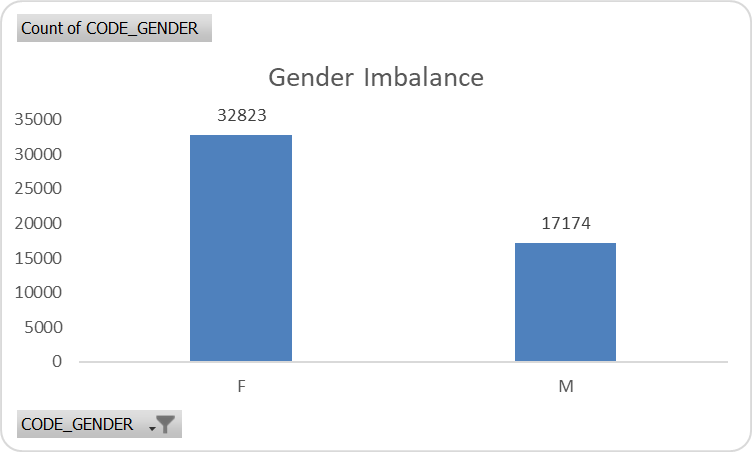 Count of CODE_GENDER
Gender Imbalance
35000
30000
25000
20000
15000
10000
5000
0
32823
17174
F
M
CODE_GENDER